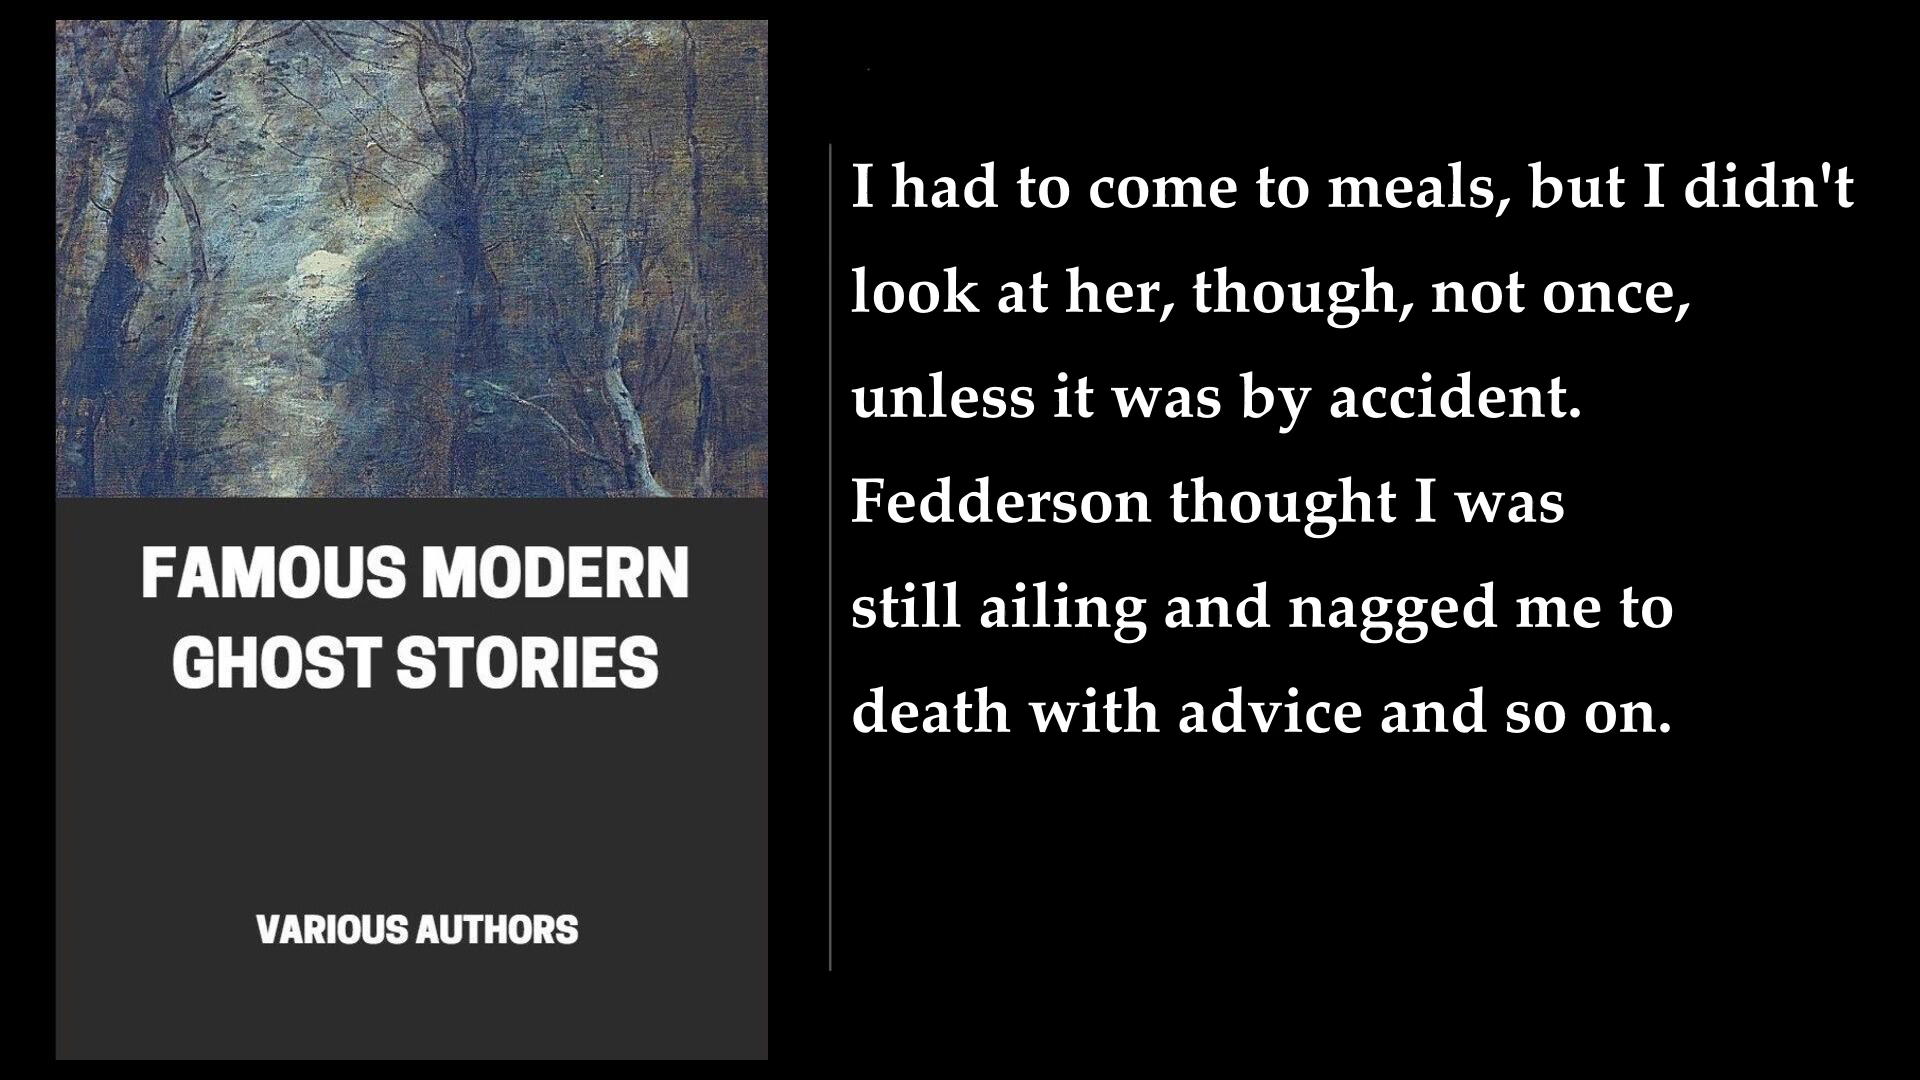 FAMOUS MODERN
GHOST STORIES
VARIOUS AUTHORS
I had to come to meals, but I didn't
look at her, though, not once,
unless it was by accident.
Fedderson thought I was
still ailing and nagged me to
death with advice and so on.